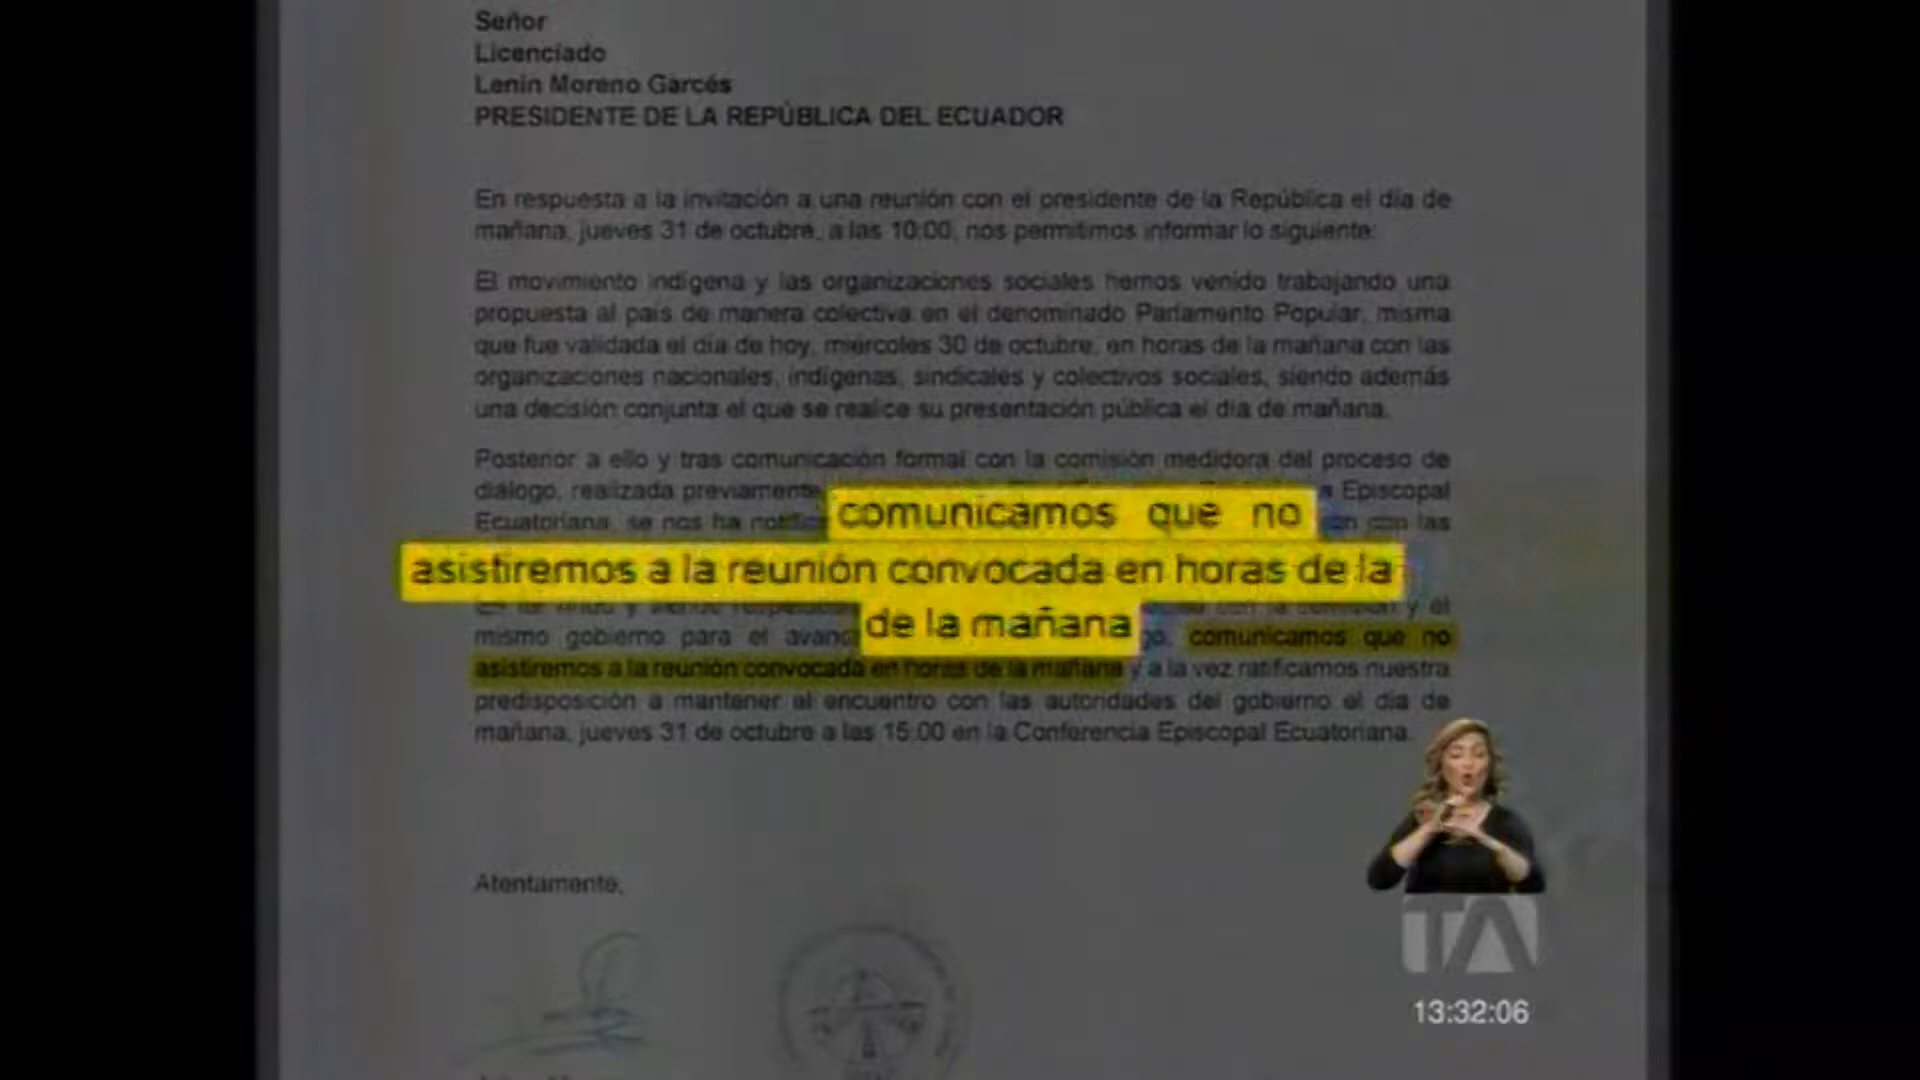 Señor
Licenciado
Lenin Moreno Garcés
PRESIDENTE DE LA REPÚBLICA DEL ECUADOR
En respuesta a la invitación a una reunión con el presidente de la República el día de
mañana, jueves 31 de octubre, a las 10:00, nos permitimos informar lo siguiente:
El movimiento indígena y las organizaciones sociales hemos venido trabajando una
propuesta al país de manera colectiva en el denominado Parlamento Popular, misma
que fue validada el día de hoy, miércoles 30 de octubre, en horas de la mañana con las
organizaciones nacionales, indígenas, sindicales y colectivos sociales, siendo además
una decisión conjunta el que se realice su presentación pública el día de mañana.
Posterior a ello y tras comunicación formal con la comisión medidora del proceso de
diálogo, realizada previamente Episcopal
Ecuatoriana, se nos ha con las
comunicamos que no
asistiremos a la reunión convocada en horas de la
de la mañana
y el
mismo gobierno para el comunicamos que no
asistiremos a la reunión convocada en horas de la mañana y a la vez ratificamos nuestra
predisposición a mantener el encuentro con las autoridades del gobierno el día de
mañana, jueves 31 de octubre a las 15:00 en la Conferencia Episcopal Ecuatoriana.
Atentamente,
TA
13:32:06